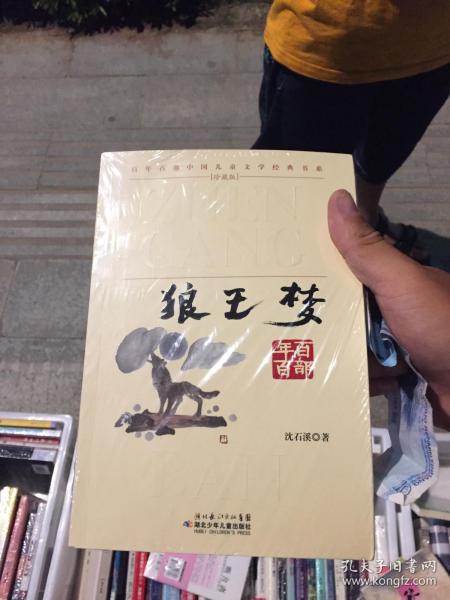 百年百部中国儿童文学经典书系
[珍藏版]
ZHEN
CANG
狼王梦
百部
百年
沈石溪◎著
湖北长江出版集团
湖北少年儿童出版社
HUBEI CHILDREN'S PRESS
孔夫子旧书网
www.kongfz.com